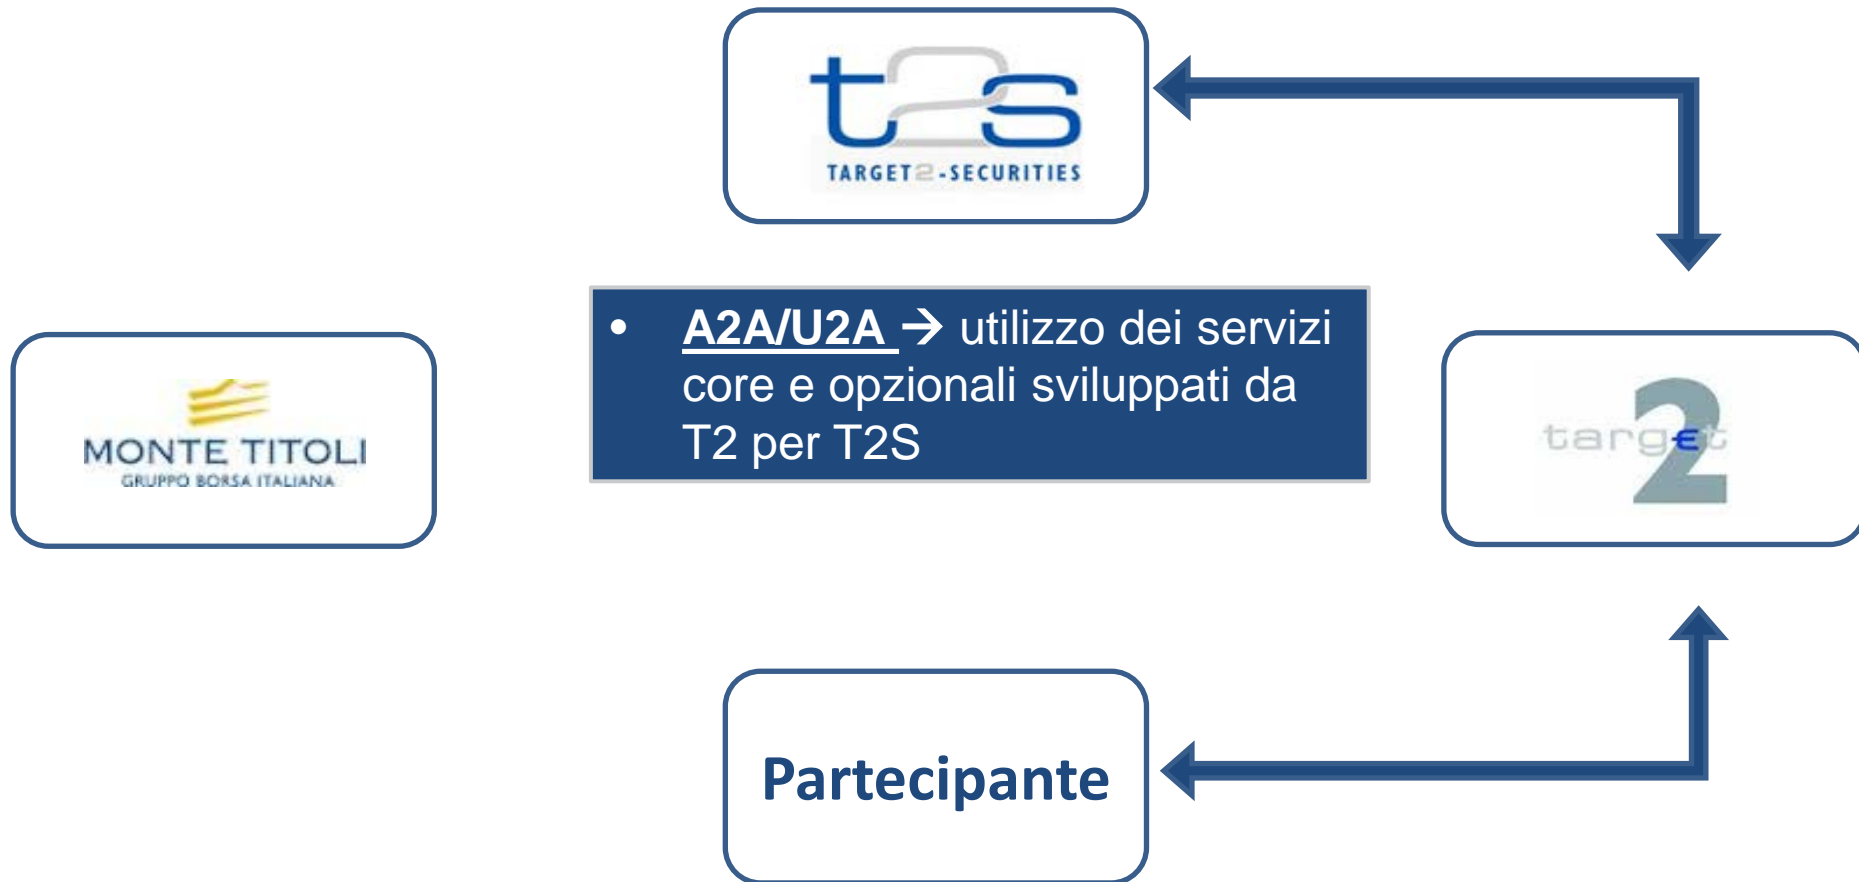 t2s
TARGET2-SECURITIES
• A2A/U2A → utilizzo dei servizi
core e opzionali sviluppati da
T2 per T2S
MONTE TITOLI
GRUPPO BORSA ITALIANA
target
2
Partecipante